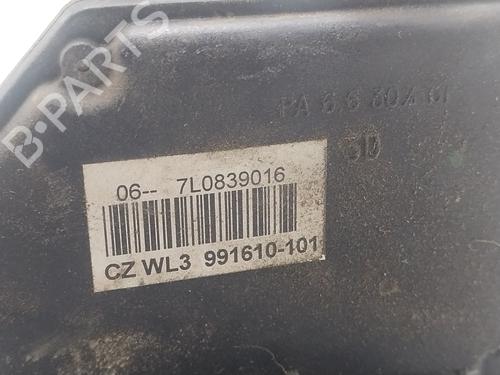 B-Parts
PA 6 6 30% GF
06-- 7L0839016
CZ WL3 991610-101